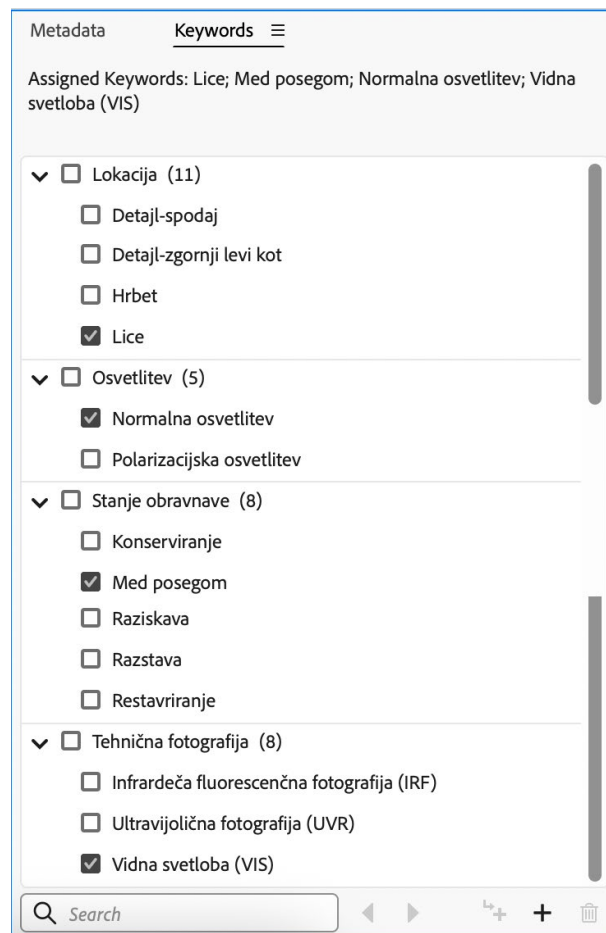 Metadata Keywords
Assigned Keywords: Lice; Med posegom; Normalna osvetlitev; Vidna
svetloba (VIS)
Lokacija (11)
Detajl-spodaj
Detajl-zgornji levi kot
Hrbet
Lice
Osvetlitev (5)
Normalna osvetlitev
Polarizacijska osvetlitev
Stanje obravnave (8)
Konserviranje
Med posegom
Raziskava
Razstava
Restavriranje
Tehnična fotografija (8)
Infrardeča fluorescenčna fotografija (IRF)
Ultravijolična fotografija (UVR)
Vidna svetloba (VIS)
Search